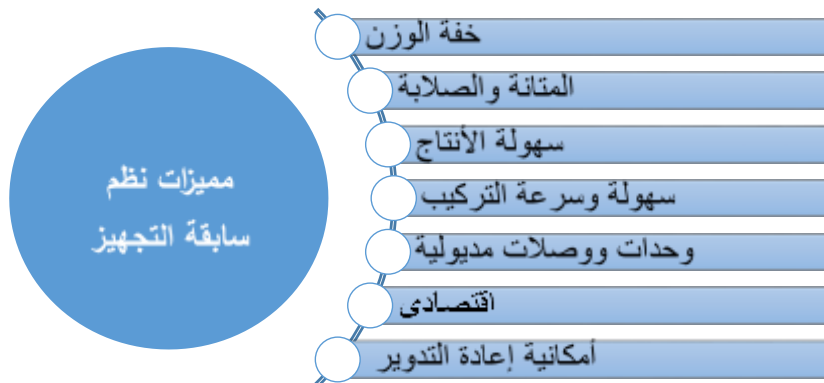 مميزات نظم
سابقة التجهيز
خفة الوزن
المتانة والصلابة
سهولة الأنتاج
سهولة وسرعة التركيب
وحدات ووصلات مديولية
اقتصادى
أمكانية إعادة التدوير